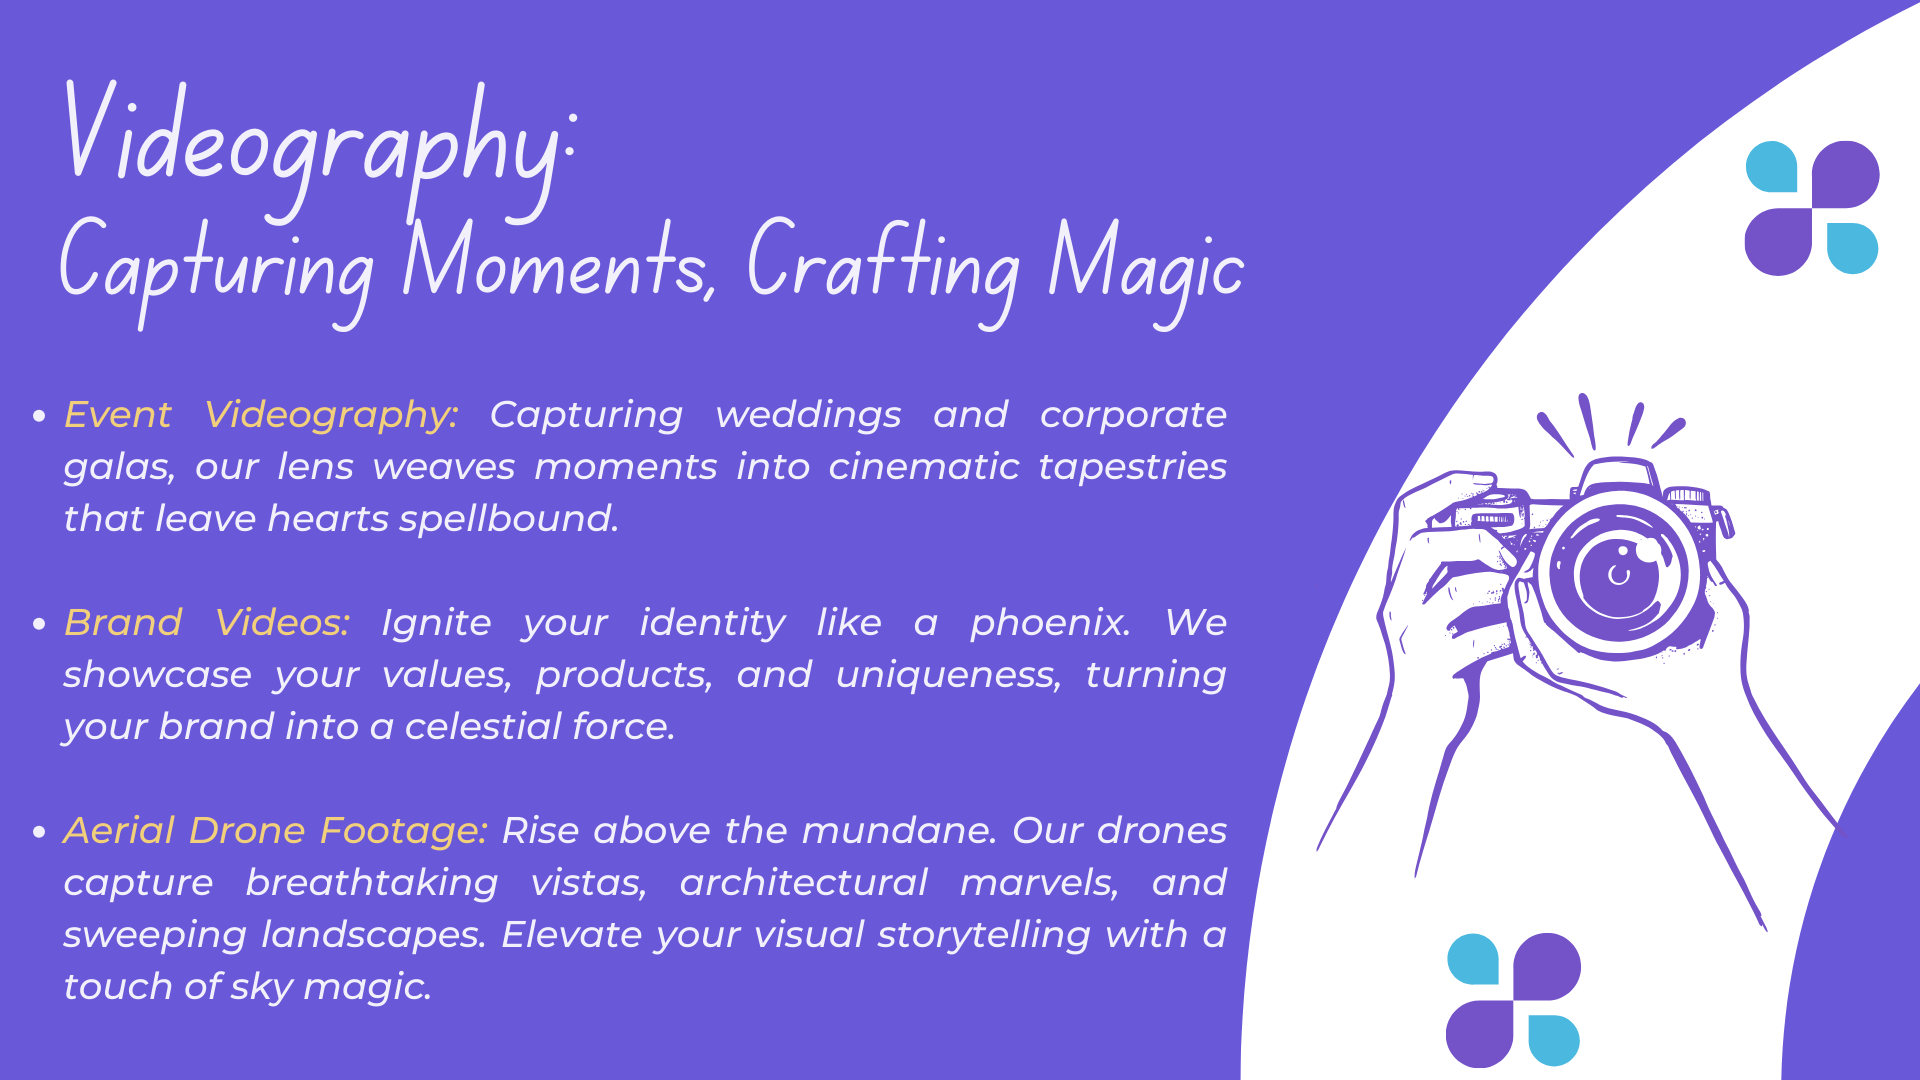 Videography:
Capturing Moments, Crafting Magic
• Event Videography: Capturing weddings and corporate
galas, our lens weaves moments into cinematic tapestries
that leave hearts spellbound.
• Brand Videos: Ignite your identity like a phoenix. We
showcase your values, products, and uniqueness, turning
your brand into a celestial force.
• Aerial Drone Footage: Rise above the mundane. Our drones
capture breathtaking vistas, architectural marvels, and
sweeping landscapes. Elevate your visual storytelling with a
touch of sky magic.